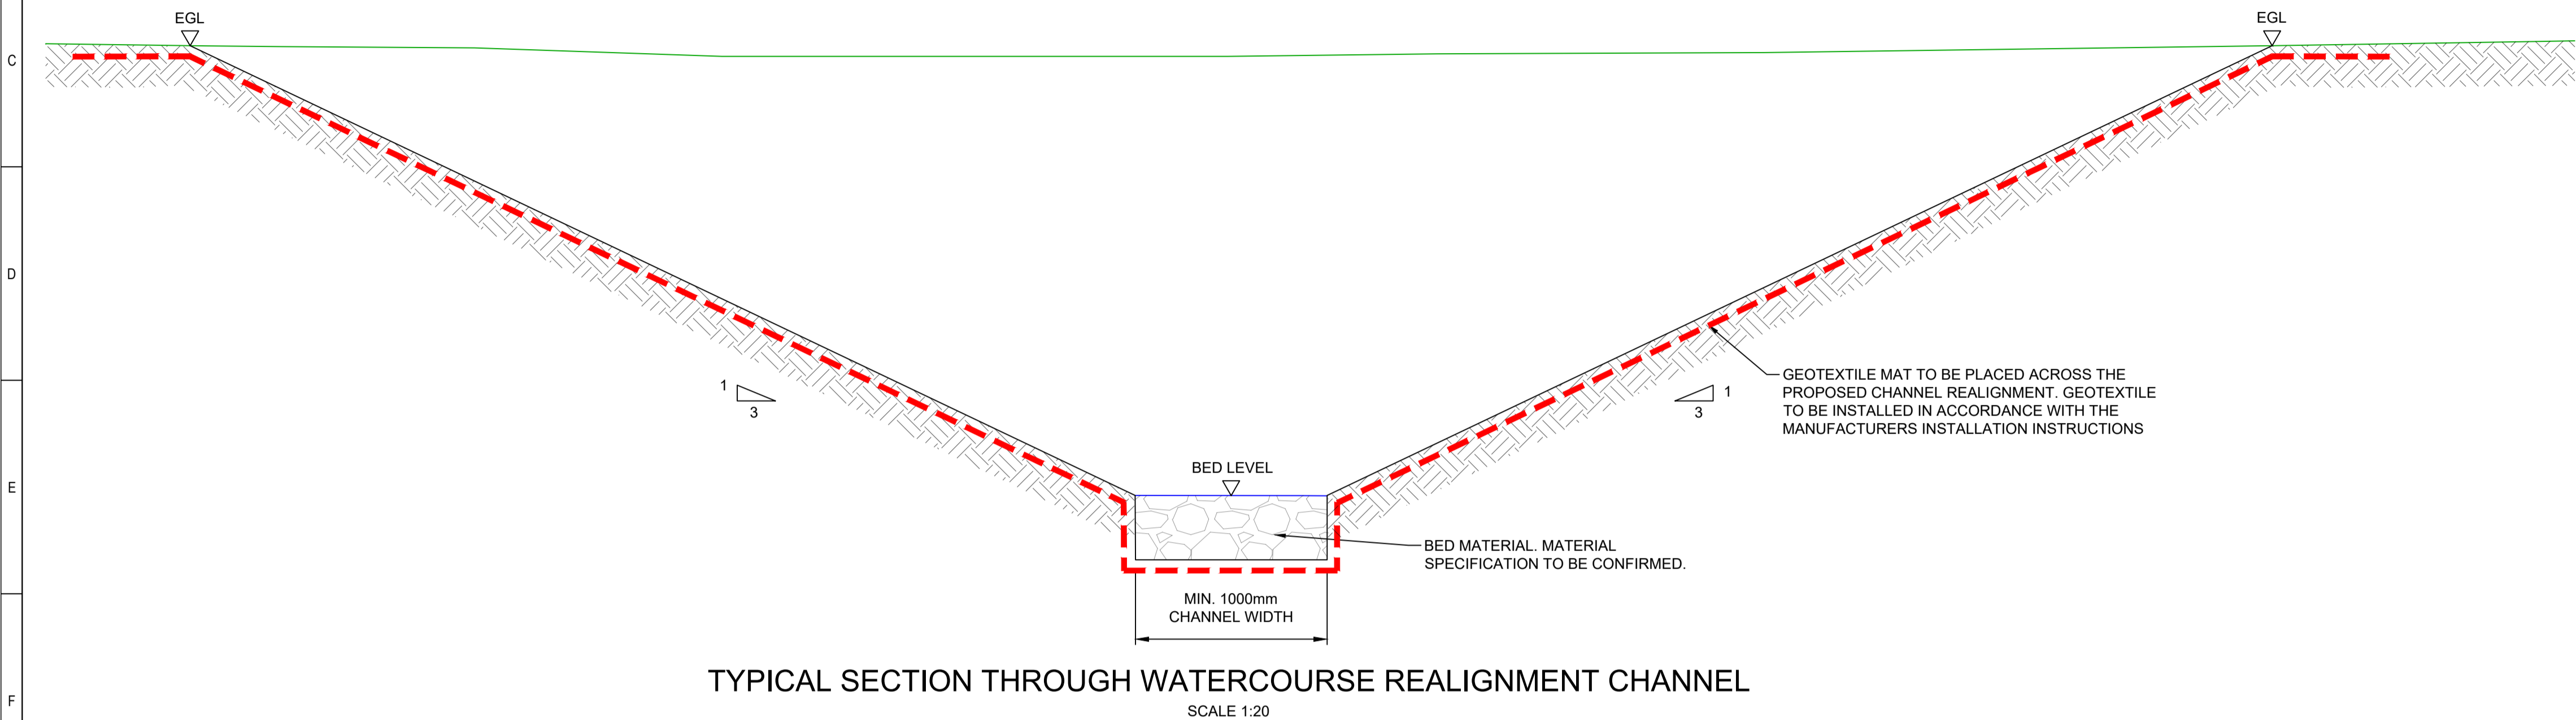 EGL
EGL
C
D
1
3
1
3
GEOTEXTILE MAT TO BE PLACED ACROSS THE
PROPOSED CHANNEL REALIGNMENT. GEOTEXTILE
TO BE INSTALLED IN ACCORDANCE WITH THE
MANUFACTURERS INSTALLATION INSTRUCTIONS
BED LEVEL
E
BED MATERIAL. MATERIAL
SPECIFICATION TO BE CONFIRMED.
MIN. 1000mm
CHANNEL WIDTH
TYPICAL SECTION THROUGH WATERCOURSE REALIGNMENT CHANNEL
F
SCALE 1:20